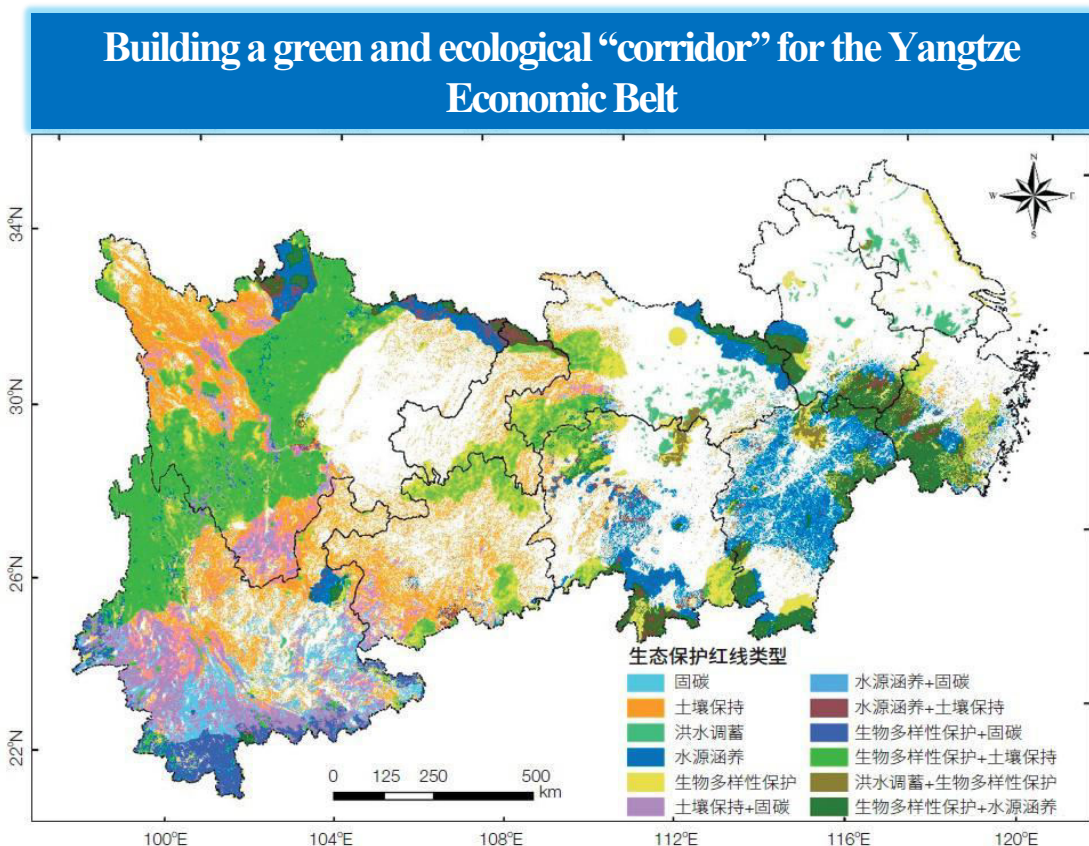 Building a green and ecological “corridor” for the Yangtze
Economic Belt
N
W E
S
34°N
30°N
26°N
22°N
生态保护红线类型
固碳
水源涵养+固碳
土壤保持
水源涵养+土壤保持
洪水调蓄
生物多样性保护+固碳
水源涵养
生物多样性保护+土壤保持
生物多样性保护
洪水调蓄+生物多样性保护
土壤保持+固碳
生物多样性保护+水源涵养
0 125 250 500
km
100°E 104°E 108°E 112°E 116°E 120°E